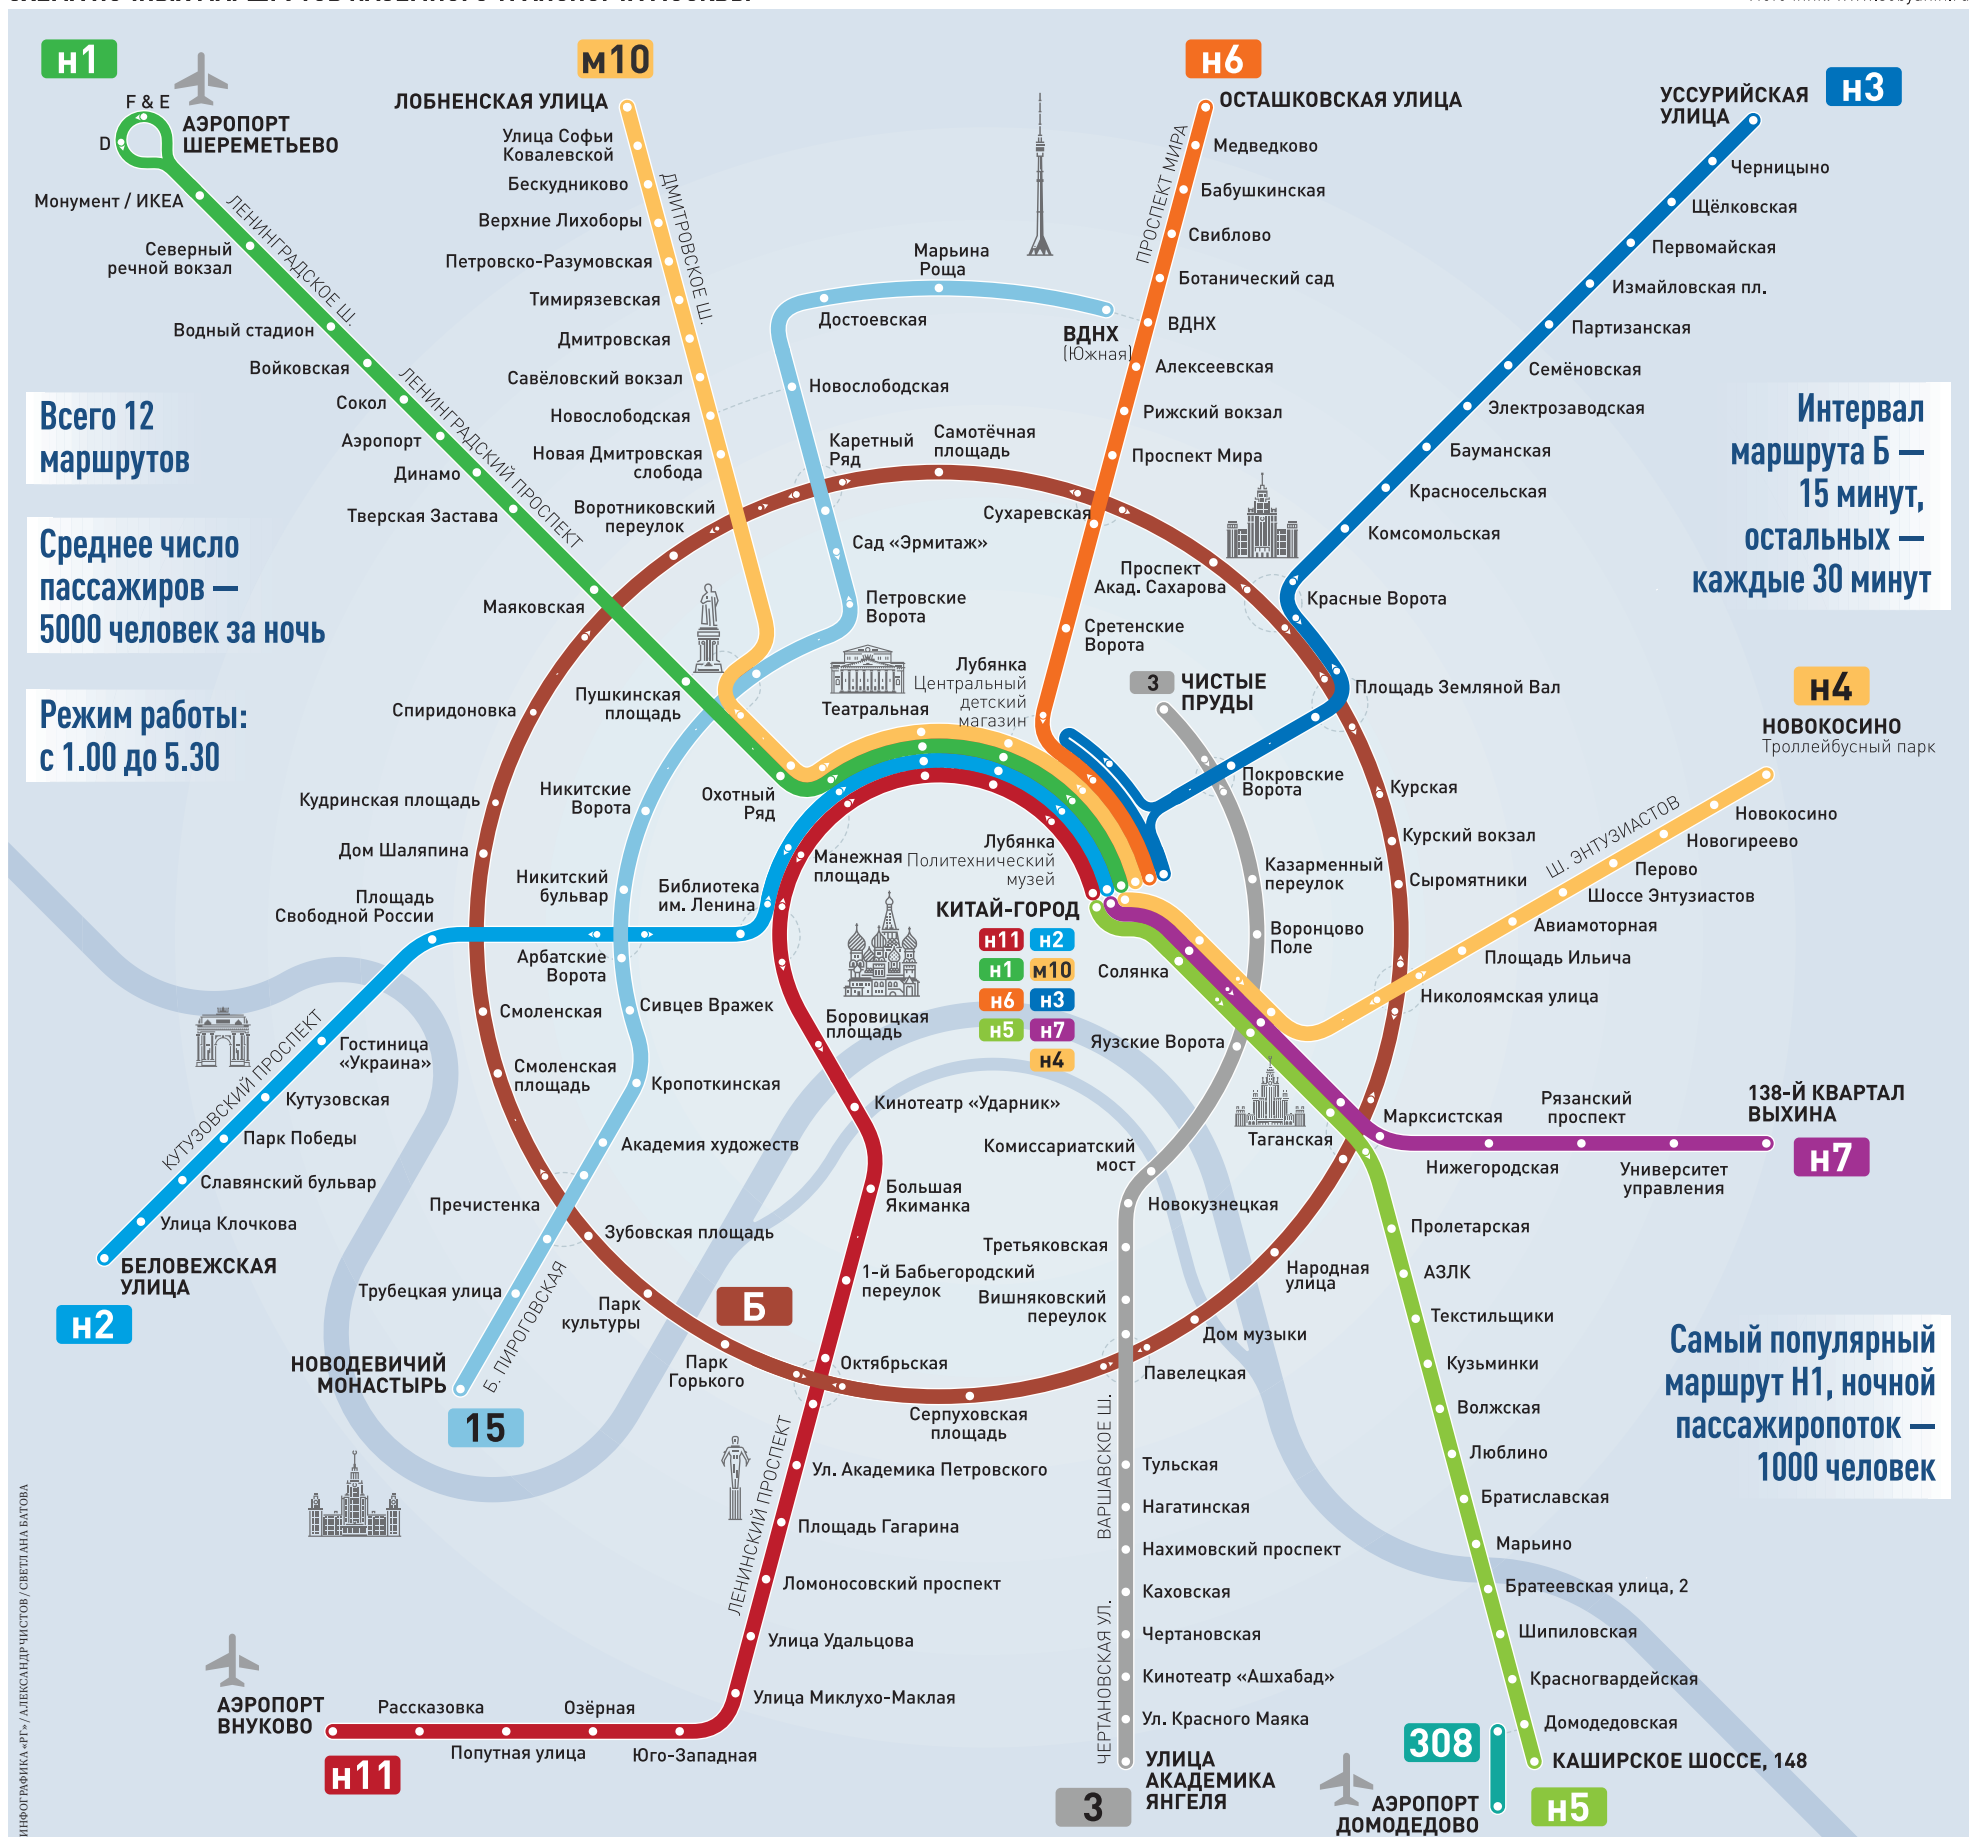 н1
F & E
D
АЭРОПОРТ
ШЕРЕМЕТЬЕВО
Монумент / ИКЕА
ЛЕНИНГРАДСКОЕ Ш.
Северный
речной вокзал
Водный стадион
Войковская
ЛЕНИНГРАДСКИЙ ПРОСПЕКТ
Сокол
Аэропорт
Динамо
Тверская Застава
Маяковская
Пушкинская
площадь
Охотный
Ряд
м10
ЛОБНЕНСКАЯ УЛИЦА
Улица Софьи
Ковалевской
Бескудниково
ДМИТРОВСКОЕ Ш.
Верхние Лихоборы
Петровско-Разумовская
Тимирязевская
Дмитровская
Савёловский вокзал
Новослободская
Новая Дмитровская
слобода
Воротниковский
переулок
Марьина
Роща
Достоевская
ВДНХ
(Южная)
Новослободская
Каретный
Ряд
Самотёчная
площадь
Сад «Эрмитаж»
Петровские
Ворота
Театральная
Лубянка
Центральный
детский
магазин
н6
ОСТАШКОВСКАЯ УЛИЦА
ПРОСПЕКТ МИРА
Медведково
Бабушкинская
Свиблово
Ботанический сад
ВДНХ
Алексеевская
Рижский вокзал
Проспект Мира
Сухаревская
Проспект
Акад. Сахарова
Сретенские
Ворота
3
ЧИСТЫЕ
ПРУДЫ
УССУРИЙСКАЯ
УЛИЦА
н3
Черницыно
Щёлковская
Первомайская
Измайловская пл.
Партизанская
Семёновская
Электрозаводская
Бауманская
Красносельская
Комсомольская
Красные Ворота
Площадь Земляной Вал
Покровские
Ворота
Всего 12
маршрутов
Среднее число
пассажиров —
5000 человек за ночь
Режим работы:
с 1.00 до 5.30
Интервал
маршрута Б —
15 минут,
остальных —
каждые 30 минут
н4
НОВОКОСИНО
Троллейбусный парк
Новокосино
Новогиреево
Ш. ЭНТУЗИАСТОВ
Перово
Шоссе Энтузиастов
Авиамоторная
Площадь Ильича
Николоямская улица
Курская
Курский вокзал
Сыромятники
Казарменный
переулок
Воронцово
Поле
Спиридоновка
Кудринская площадь
Дом Шаляпина
Площадь
Свободной России
Никитские
Ворота
Никитский
бульвар
Библиотека
им. Ленина
Манежная
площадь
Лубянка
Политехнический
музей
КИТАЙ-ГОРОД
н11 н2
н1 м10
н6 н3
н5 н7
н4
Солянка
Яузские Ворота
Арбатские
Ворота
Сивцев Вражек
Смоленская
Смоленская
площадь
Кропоткинская
Академия художеств
Боровицкая
площадь
Кинотеатр «Ударник»
Гостиница
«Украина»
КУТУЗОВСКИЙ ПРОСПЕКТ
Кутузовская
Парк Победы
Славянский бульвар
Улица Клочкова
БЕЛОВЕЖСКАЯ
УЛИЦА
н2
Пречистенка
Зубовская площадь
Трубецкая улица
Б. ПИРОГОВСКАЯ
НОВОДЕВИЧИЙ
МОНАСТЫРЬ
15
Парк
культуры
Б
Парк
Горького
Большая
Якиманка
1-й Бабьегородский
переулок
Октябрьская
Серпуховская
площадь
Комиссариатский
мост
Новокузнецкая
Третьяковская
Вишняковский
переулок
Павелецкая
Дом музыки
Народная
улица
Таганская
Марксистская
Рязанский
проспект
Нижегородская
Университет
управления
138-Й КВАРТАЛ
ВЫХИНА
н7
Пролетарская
АЗЛК
Текстильщики
Кузьминки
Волжская
Люблино
Братиславская
Марьино
Братеевская улица, 2
Шипиловская
Красногвардейская
Домодедовская
КАШИРСКОЕ ШОССЕ, 148
н5
308
АЭРОПОРТ
ДОМОДЕДОВО
Самый популярный
маршрут Н1, ночной
пассажиропоток —
1000 человек
ВАРШАВСКОЕ Ш.
Тульская
Нагатинская
Нахимовский проспект
Каховская
ЧЕРТАНОВСКАЯ УЛ.
Чертановская
Кинотеатр «Ашхабад»
Ул. Красного Маяка
УЛИЦА
АКАДЕМИКА
ЯНГЕЛЯ
3
ЛЕНИНСКИЙ ПРОСПЕКТ
Ул. Академика Петровского
Площадь Гагарина
Ломоносовский проспект
Улица Удальцова
Улица Миклухо-Маклая
Юго-Западная
Озёрная
Попутная улица
Рассказовка
АЭРОПОРТ
ВНУКОВО
н11
ИНФОГРАФИКА «РГ» / АЛЕКСАНДР ЧИСТОВ / СВЕТЛАНА БАТОВА